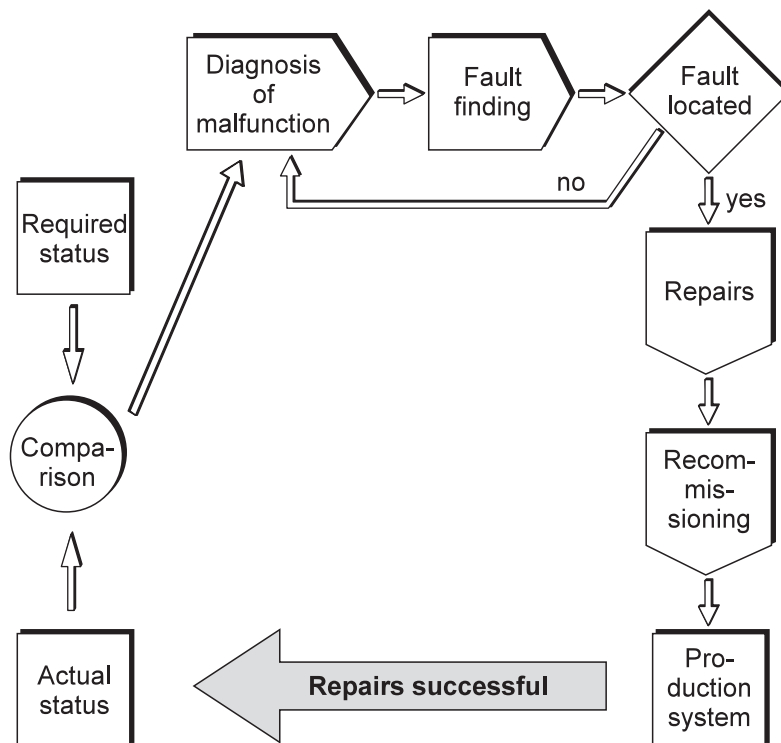 Diagnosis
of
malfunction
Fault
finding
Fault
located
no
yes
Required
status
Repairs
Compa-
rison
Recom-
mis-
sioning
Actual
status
Repairs successful
Pro-
duction
system